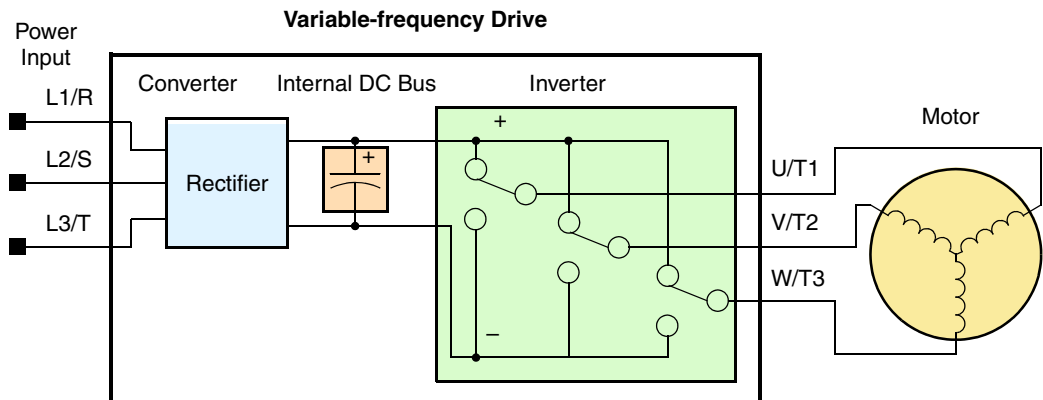 Variable-frequency Drive
Power
Input
Converter
Internal DC Bus
Inverter
L1/R
L2/S
L3/T
Rectifier
+
+
–
Motor
U/T1
V/T2
W/T3